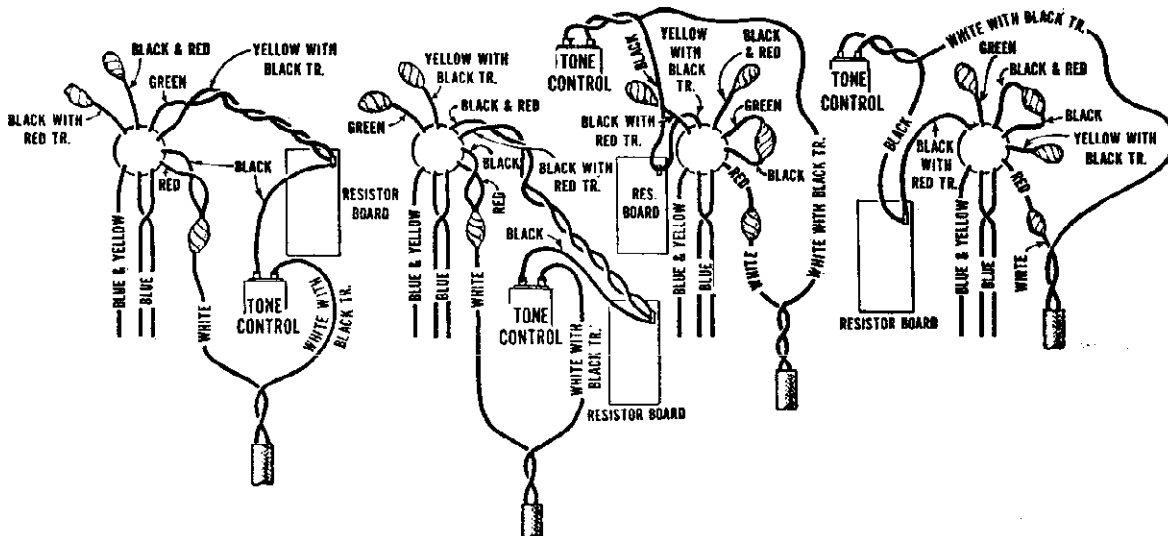 BLACK & RED
YELLOW WITH
BLACK TR.
GREEN
BLACK WITH
RED TR.
BLACK
RED
RESISTOR
BOARD
BLUE & YELLOW
BLUE
WHITE
TONE
CONTROL
WHITE WITH
BLACK TR.
YELLOW WITH
BLACK TR.
BLACK & RED
GREEN
BLACK
BLACK WITH
RED TR.
RED
BLACK
BLUE & YELLOW
BLUE
WHITE
TONE
CONTROL
WHITE WITH
BLACK TR.
RESISTOR BOARD
TONE
CONTROL
BLACK
YELLOW
WITH
BLACK
TR.
BLACK
& RED
GREEN
BLACK WITH
RED TR.
BLACK
RED
RES.
BOARD
BLUE & YELLOW
BLUE
WHITE
WHITE WITH BLACK TR.
WHITE WITH BLACK TR.
TONE
CONTROL
GREEN
BLACK & RED
BLACK
BLACK
YELLOW WITH
BLACK TR.
BLACK
WITH
RED TR.
RED
BLUE & YELLOW
BLUE
WHITE
RESISTOR BOARD